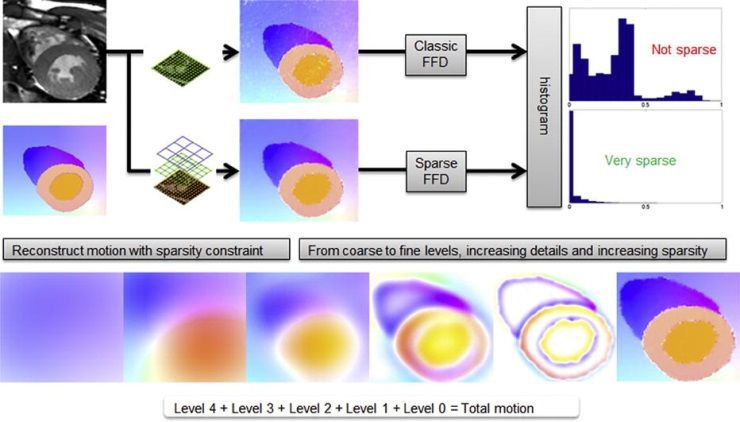 Classic
FFD
histogram
Not sparse
0
0.5
1
Sparse
FFD
Very sparse
0
0.5
1
Reconstruct motion with sparsity constraint
From coarse to fine levels, increasing details and increasing sparsity
Level 4 + Level 3 + Level 2 + Level 1 + Level 0 = Total motion